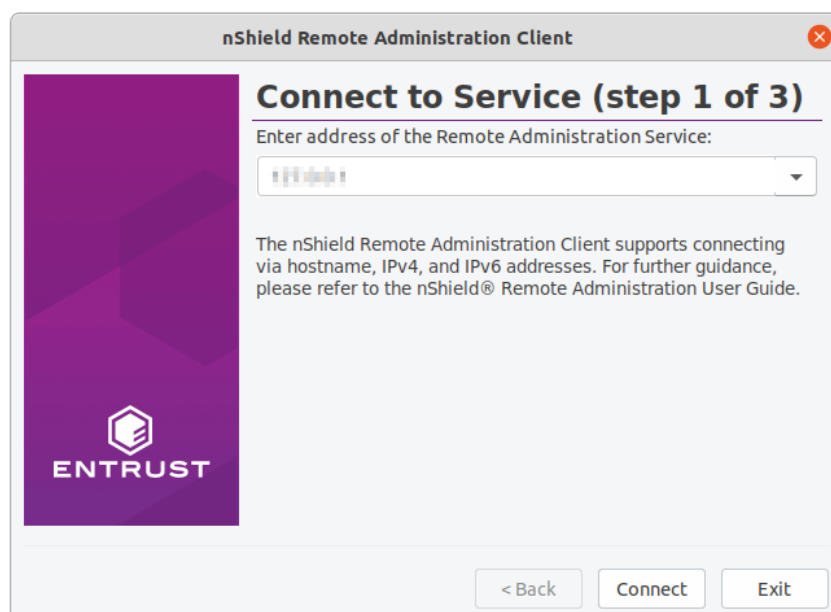 nShield Remote Administration Client
Connect to Service (step 1 of 3)
Enter address of the Remote Administration Service:
The nShield Remote Administration Client supports connecting
via hostname, IPv4, and IPv6 addresses. For further guidance,
please refer to the nShield® Remote Administration User Guide.
ENTRUST
< Back
Connect
Exit